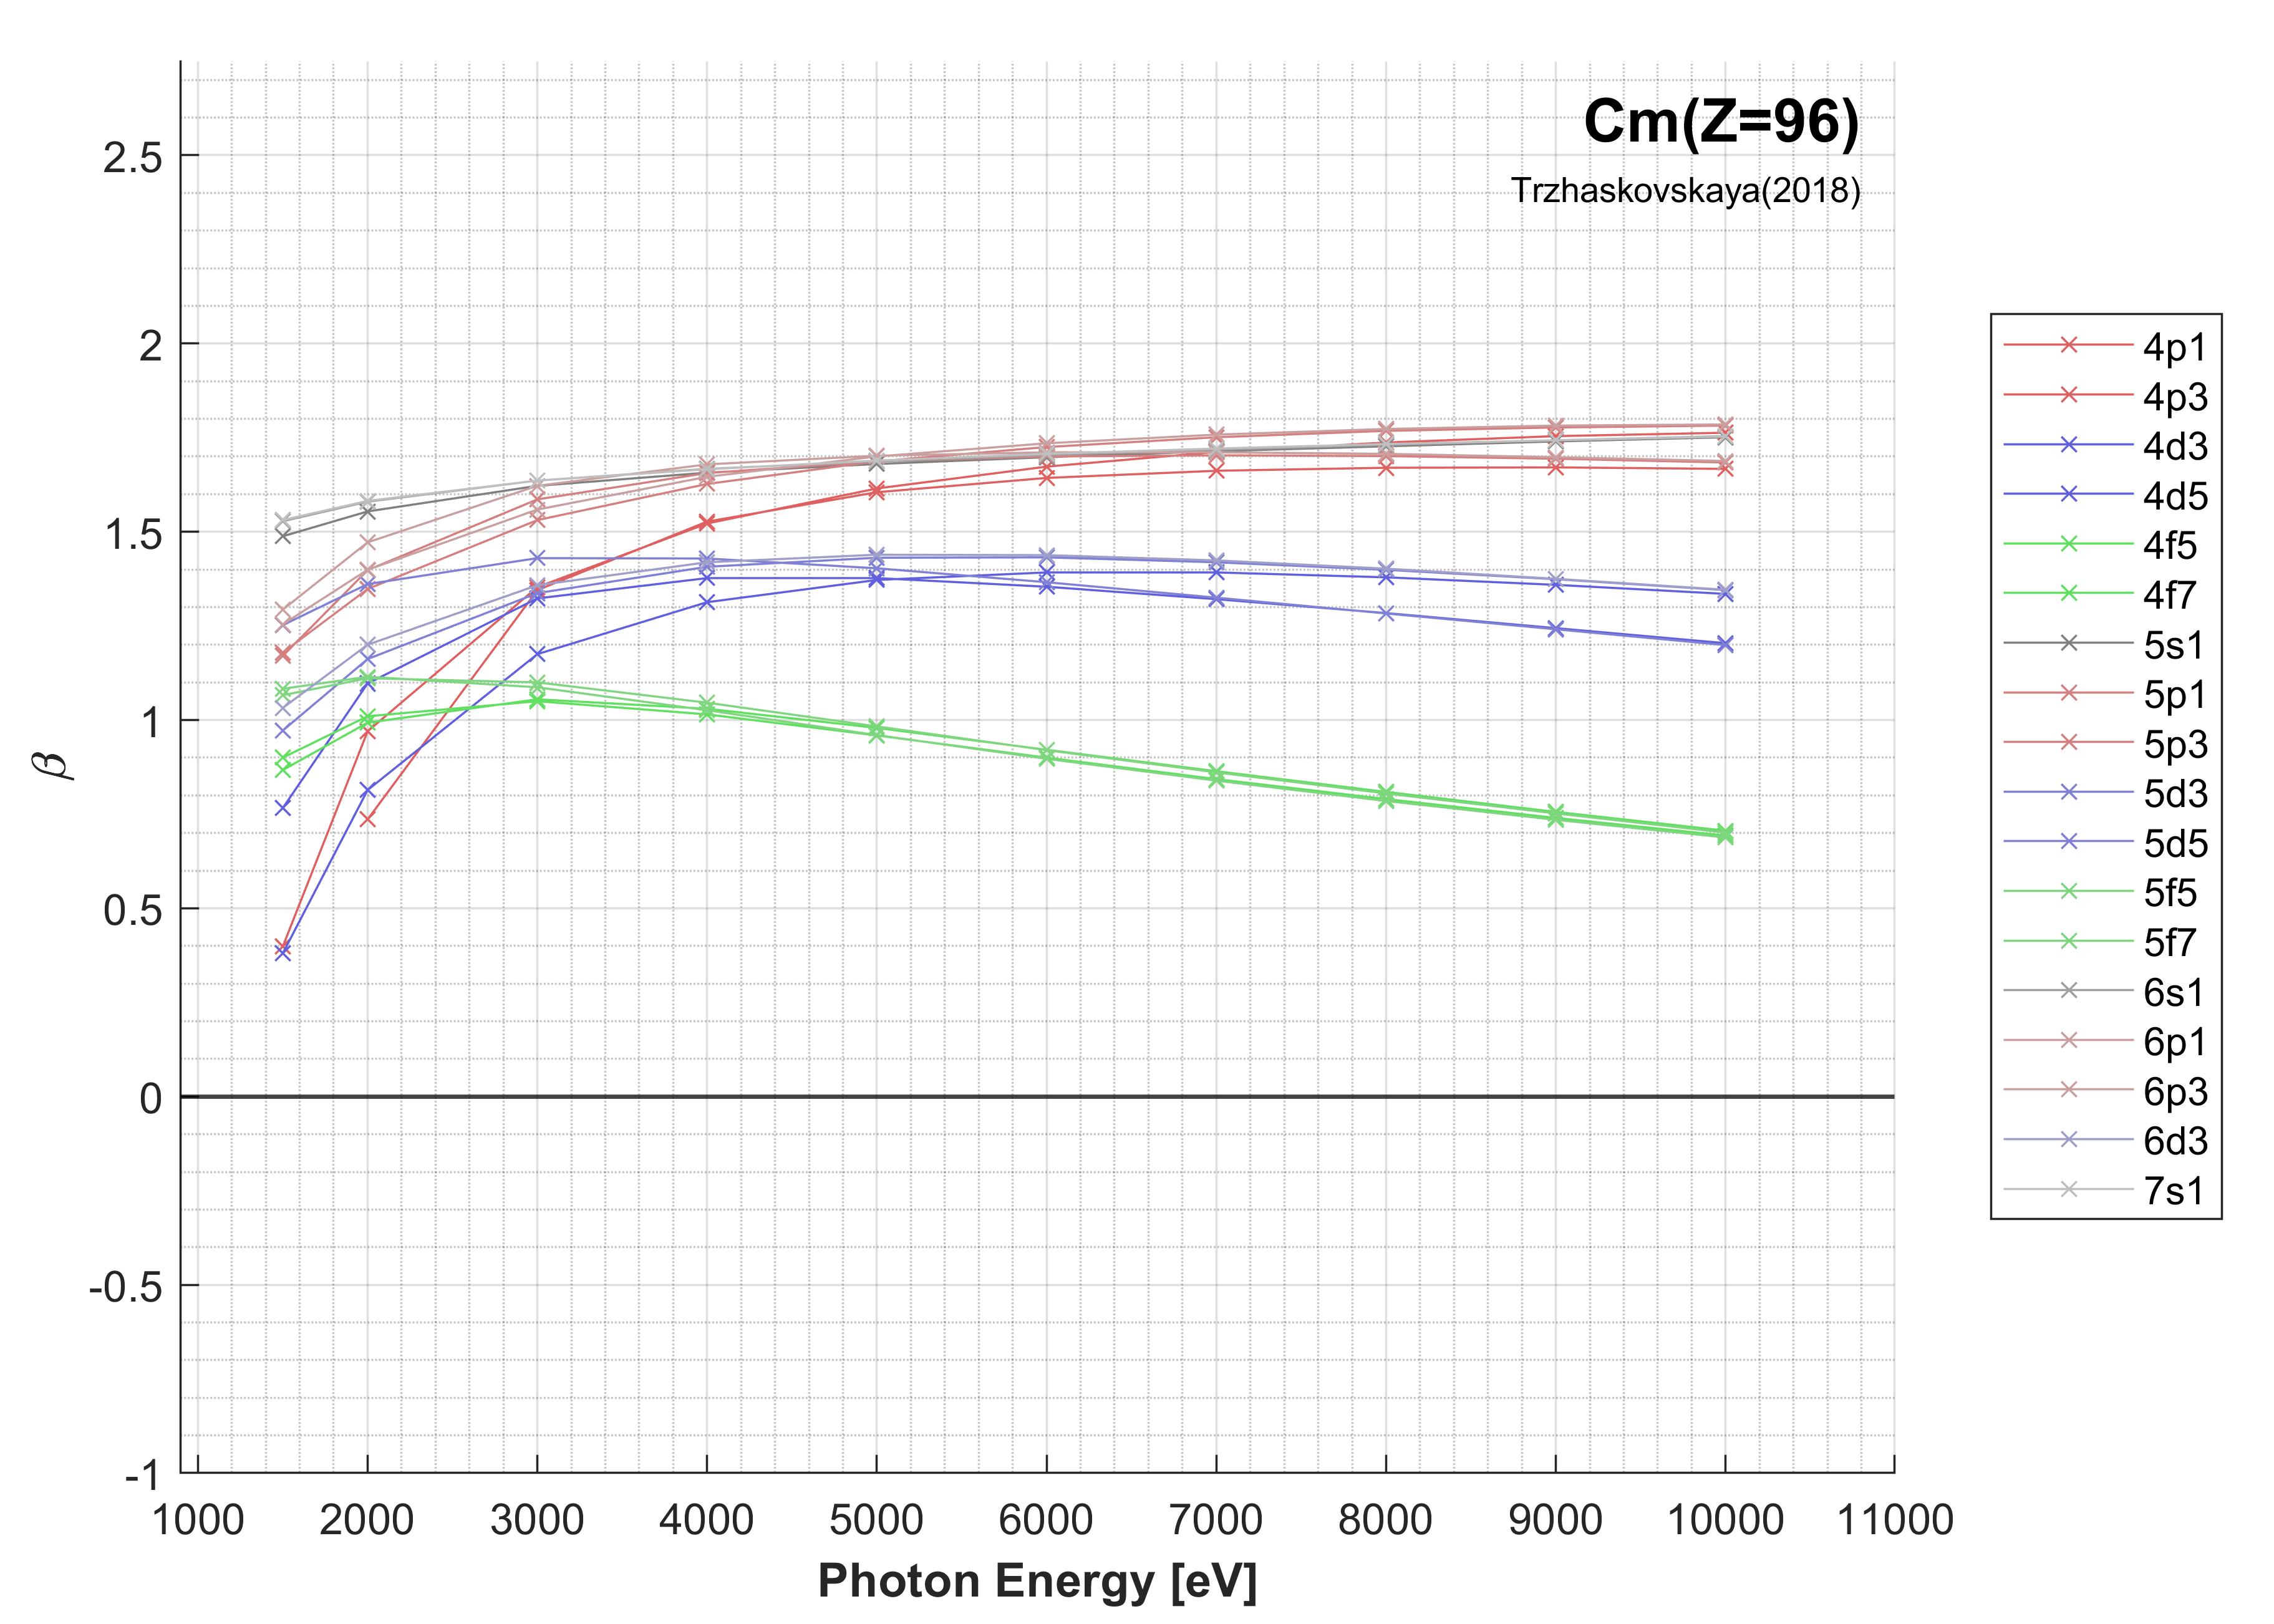 Cm(Z=96)
Trzhaskovskaya(2018)
2.5
2
1.5
1
0.5
0
-0.5
-1
β
1000 2000 3000 4000 5000 6000 7000 8000 9000 10000 11000
Photon Energy [eV]
4p1
4p3
4d3
4d5
4f5
4f7
5s1
5p1
5p3
5d3
5d5
5f5
5f7
6s1
6p1
6p3
6d3
7s1